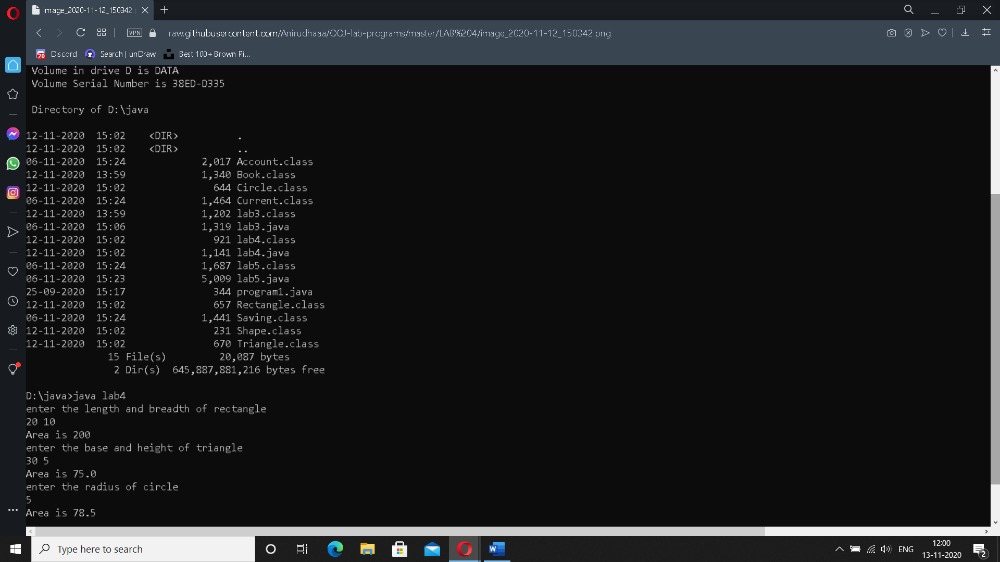 image_2020-11-12_150342.p
VPN
raw.githubusercontent.com/Anirudhaaa/OOJ-lab-programs/master/LAB%204/image_2020-11-12_150342.png
20 Discord Search | unDraw Best 100+ Brown Pi...
Volume in drive D is DATA
Volume Serial Number is 38ED-D335
Directory of D:\java
12-11-2020 15:02 <DIR> .
12-11-2020 15:02 <DIR> ..
06-11-2020 15:24 2,017 Account.class
12-11-2020 13:59 1,340 Book.class
12-11-2020 15:02 644 Circle.class
06-11-2020 15:24 1,464 Current.class
12-11-2020 13:59 1,202 lab3.class
06-11-2020 15:06 1,319 lab3.java
12-11-2020 15:02 921 lab4.class
12-11-2020 15:02 1,141 lab4.java
06-11-2020 15:24 1,687 lab5.class
06-11-2020 15:23 5,009 lab5.java
25-09-2020 15:17 344 program1.java
12-11-2020 15:02 657 Rectangle.class
06-11-2020 15:24 1,441 Saving.class
12-11-2020 15:02 231 Shape.class
12-11-2020 15:02 670 Triangle.class
15 File(s) 20,087 bytes
2 Dir(s) 645,887,881,216 bytes free
D:\java>java lab4
enter the length and breadth of rectangle
20 10
Area is 200
enter the base and height of triangle
30 5
Area is 75.0
enter the radius of circle
5
Area is 78.5
Type here to search
W
ENG
12:00
13-11-2020
2